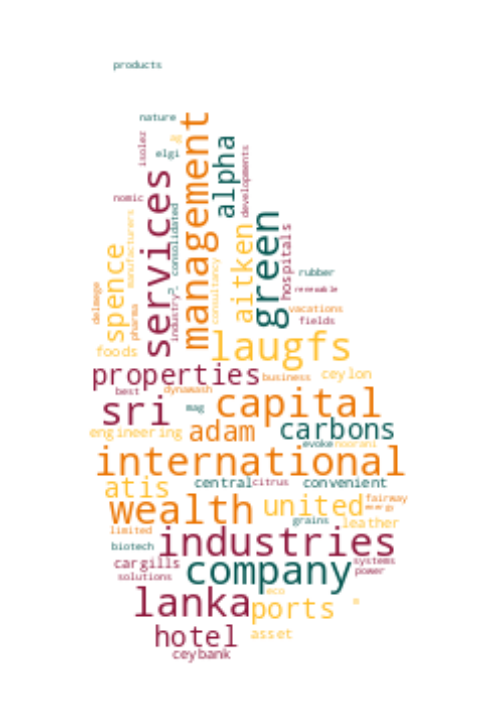 products
nature
ag
isolez
elgi
management
alpha
developments
services
nomic
consolidated
manufacturers
spence
delmege
pharma
industry
consultancy
aitken
green
hospitals
rubber
renewable
vacations
fields
foods
laugfs
properties
business
ceylon
best
dynawash
sri
mag
capital
engineering
adam
carbons
evoke
noorani
international
atis
central
citrus
convenient
wealth
united
fairway
energy
grains
leather
limited
industries
biotech
cargills
solutions
company
systems
power
eco
lanka
ports
hotel
asset
ceybank